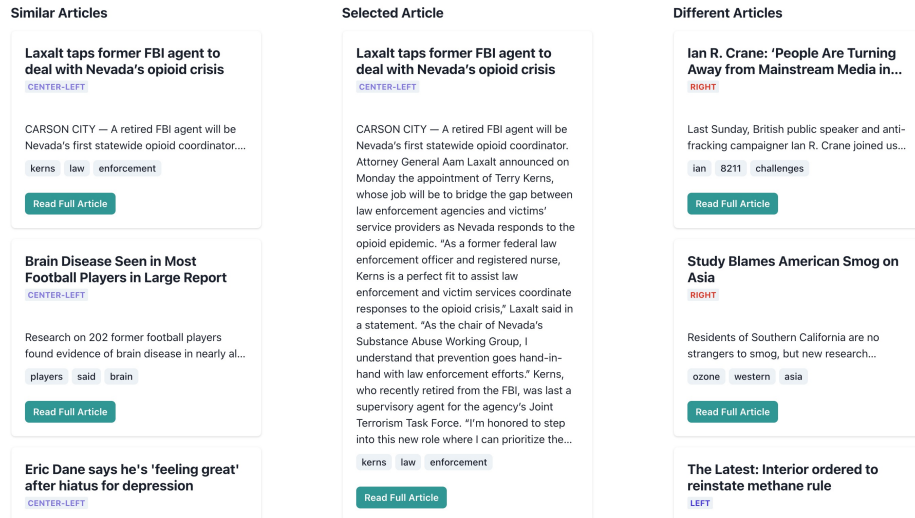 Similar Articles
Laxalt taps former FBI agent to
deal with Nevada's opioid crisis
CENTER-LEFT
CARSON CITY — A retired FBI agent will be
Nevada's first statewide opioid coordinator....
kerns law enforcement
Read Full Article
Brain Disease Seen in Most
Football Players in Large Report
CENTER-LEFT
Research on 202 former football players
found evidence of brain disease in nearly al...
players said brain
Read Full Article
Eric Dane says he's 'feeling great'
after hiatus for depression
CENTER-LEFT
Selected Article
Laxalt taps former FBI agent to
deal with Nevada's opioid crisis
CENTER-LEFT
CARSON CITY — A retired FBI agent will be
Nevada's first statewide opioid coordinator.
Attorney General Aam Laxalt announced on
Monday the appointment of Terry Kerns,
whose job will be to bridge the gap between
law enforcement agencies and victims'
service providers as Nevada responds to the
opioid epidemic. “As a former federal law
enforcement officer and registered nurse,
Kerns is a perfect fit to assist law
enforcement and victim services coordinate
responses to the opioid crisis,” Laxalt said in
a statement. “As the chair of Nevada's
Substance Abuse Working Group, I
understand that prevention goes hand-in-
hand with law enforcement efforts.” Kerns,
who recently retired from the FBI, was last a
supervisory agent for the agency's Joint
Terrorism Task Force. “I'm honored to step
into this new role where I can prioritize the...
kerns law enforcement
Read Full Article
Different Articles
Ian R. Crane: ‘People Are Turning
Away from Mainstream Media in...
RIGHT
Last Sunday, British public speaker and anti-
fracking campaigner Ian R. Crane joined us...
ian 8211 challenges
Read Full Article
Study Blames American Smog on
Asia
RIGHT
Residents of Southern California are no
strangers to smog, but new research...
ozone western asia
Read Full Article
The Latest: Interior ordered to
reinstate methane rule
LEFT